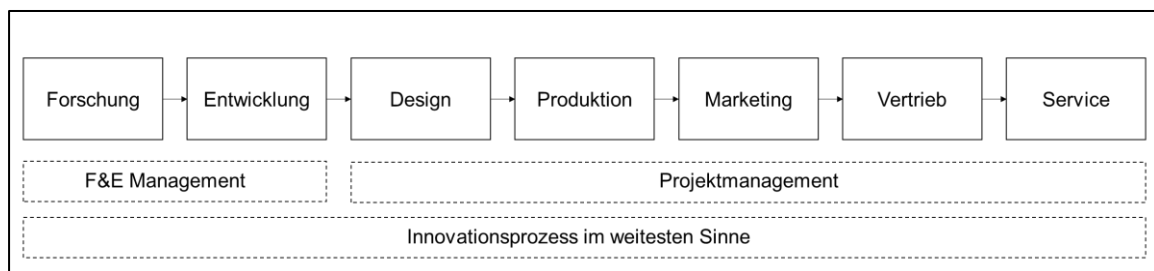 Forschung
Entwicklung
Design
Produktion
Marketing
Vertrieb
Service
F&E Management
Projektmanagement
Innovationsprozess im weitesten Sinne